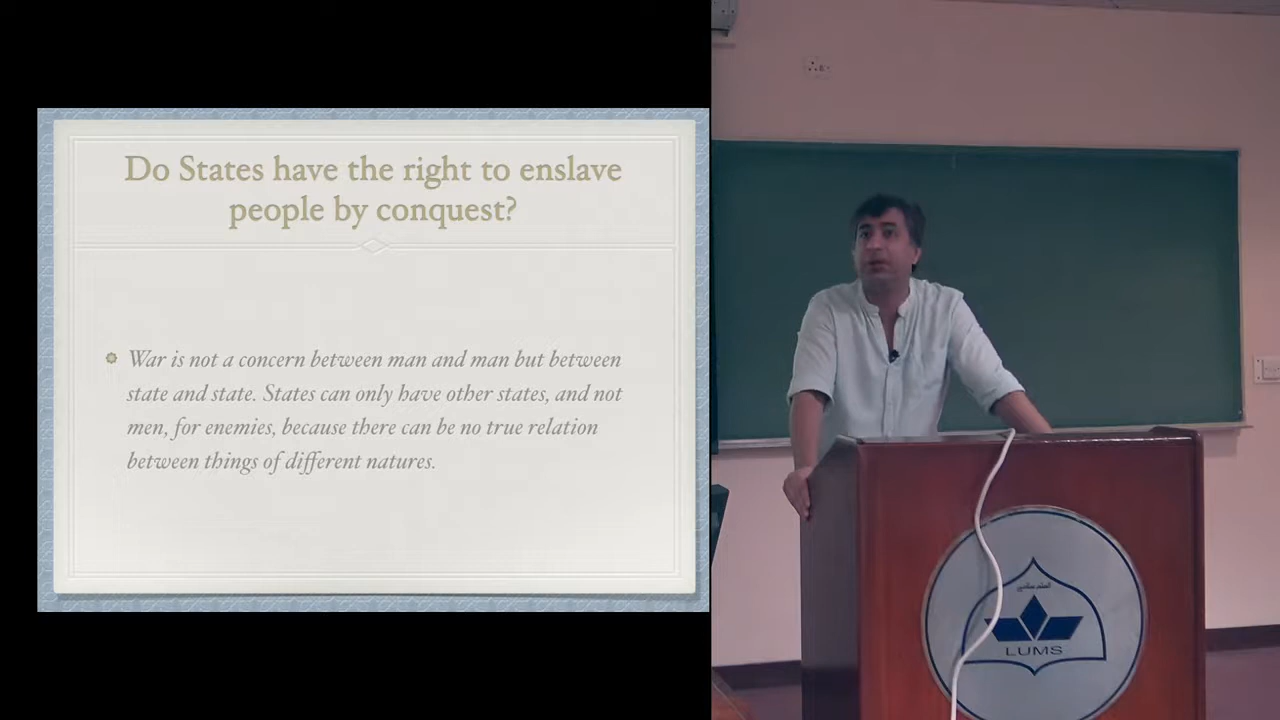 Do States have the right to enslave
people by conquest?
War is not a concern between man and man but between
state and state. States can only have other states, and not
men, for enemies, because there can be no true relation
between things of different natures.
LUMS